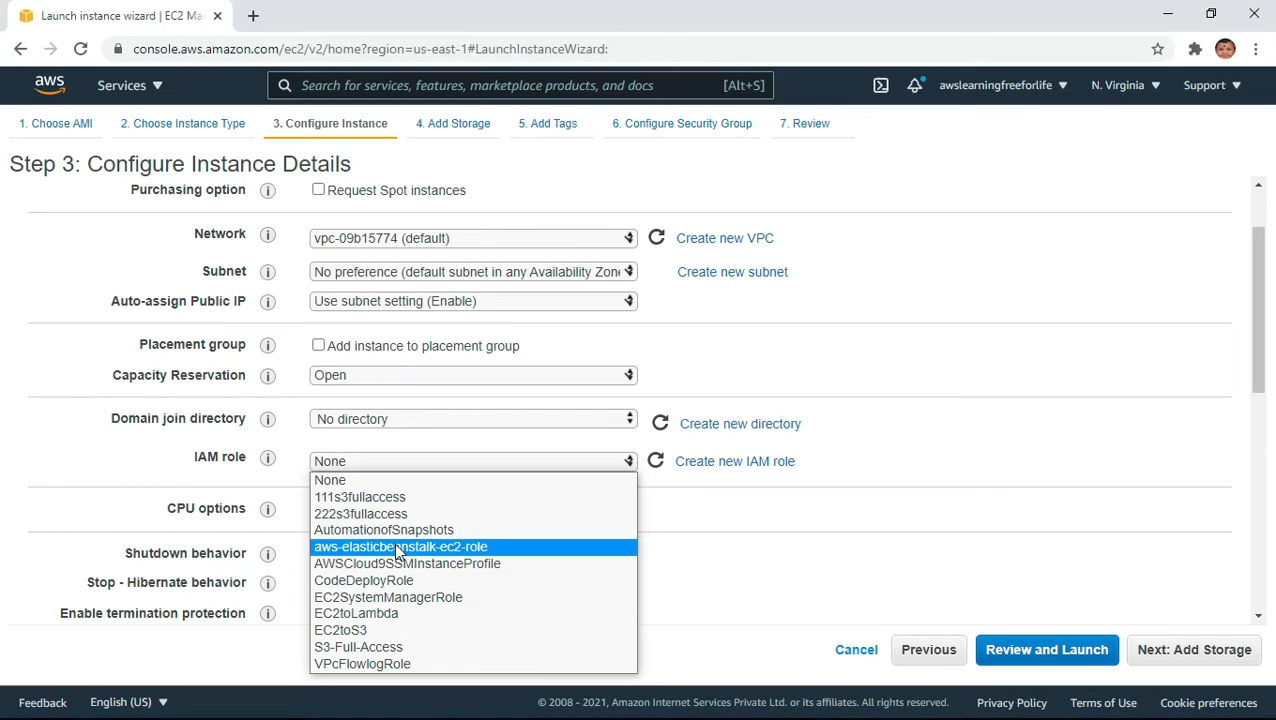 Launch instance wizard | EC2 Ma
console.aws.amazon.com/ec2/v2/home?region=us-east-1#LaunchInstanceWizard:
aws Services Search for services, features, marketplace products, and docs [Alt+S] awslearningfreeforlife N. Virginia Support
1. Choose AMI 2. Choose Instance Type 3. Configure Instance 4. Add Storage 5. Add Tags 6. Configure Security Group 7. Review
Step 3: Configure Instance Details
Purchasing option Request Spot instances
Network vpc-09b15774 (default) Create new VPC
Subnet No preference (default subnet in any Availability Zone Create new subnet
Auto-assign Public IP Use subnet setting (Enable)
Placement group Add instance to placement group
Capacity Reservation Open
Domain join directory No directory Create new directory
IAM role None Create new IAM role
None
111s3fullaccess
CPU options 222s3fullaccess
AutomationofSnapshots
Shutdown behavior aws-elasticbeanstalk-ec2-role
AWSCloud9SSMInstanceProfile
Stop - Hibernate behavior CodeDeployRole
EC2SystemManagerRole
Enable termination protection EC2toLambda
EC2toS3
S3-Full-Access
VPcFlowlogRole
Cancel Previous Review and Launch Next: Add Storage
Feedback English (US) © 2008 - 2021, Amazon Internet Services Private Ltd. or its affiliates. All rights reserved. Privacy Policy Terms of Use Cookie preferences